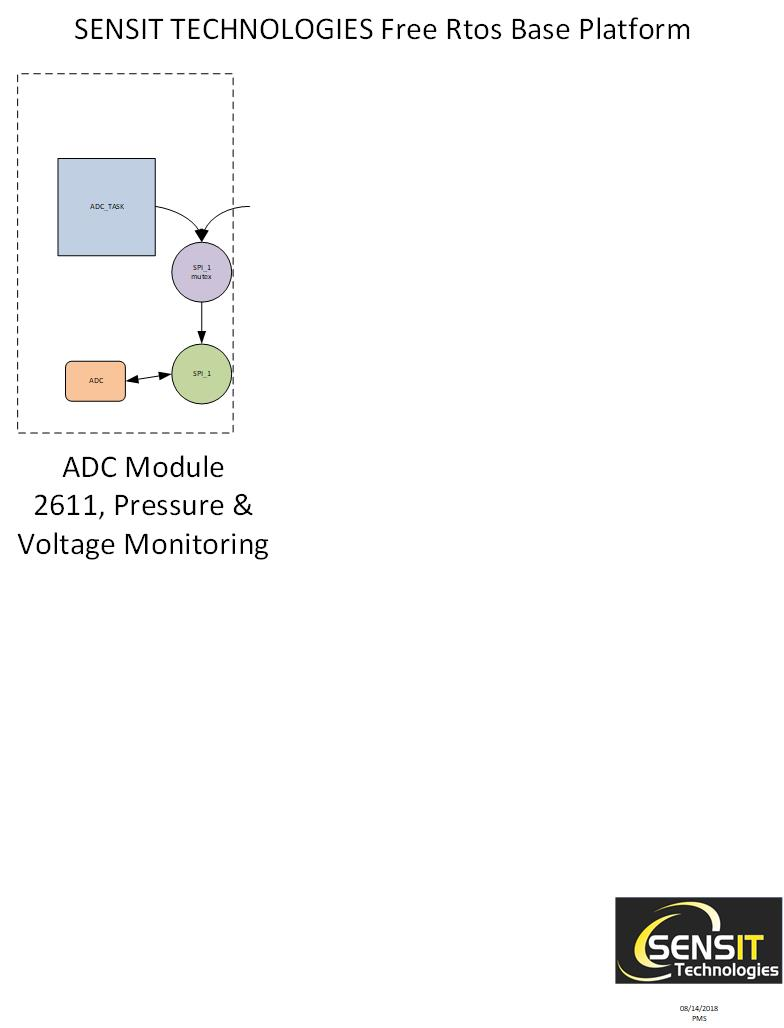 SENSIT TECHNOLOGIES Free Rtos Base Platform
ADC_TASK
SPI_1
mutex
ADC
SPI_1
ADC Module
2611, Pressure &
Voltage Monitoring
SENSIT
Technologies
08/14/2018
PMS